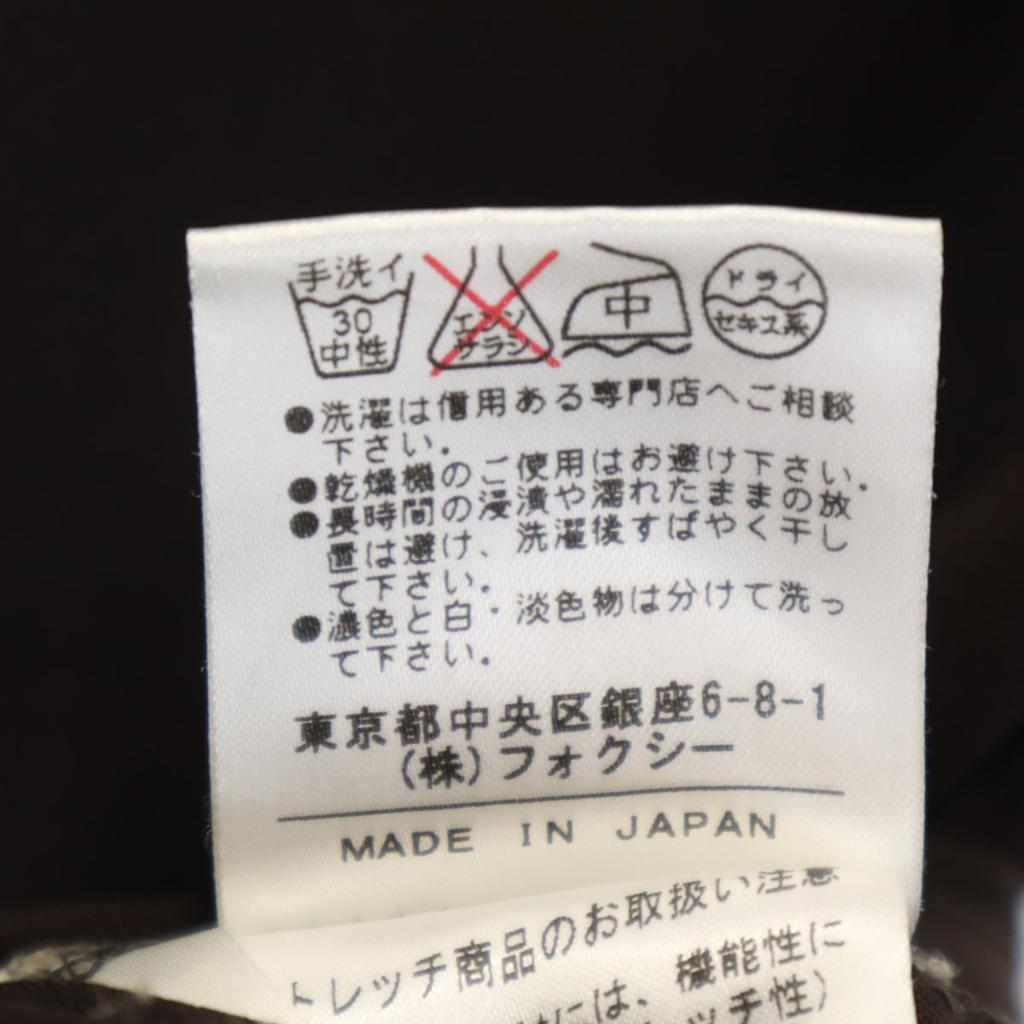 手洗イ
30
中性
エンソ
サラシ
中
ドライ
セキユ系
●洗濯は信用ある専門店へご相談
下さい。
●乾燥機のご使用はお避け下さい。
●長時間の浸漬や濡れたままの放
置は避け、洗濯後すばやく干し
て下さい。
●濃色と白・淡色物は分けて洗っ
て下さい。
東京都中央区銀座6-8-1
(株)フォクシー
MADE IN JAPAN
トレッチ商品のお取扱い注意
には、機能性に
ッチ性)